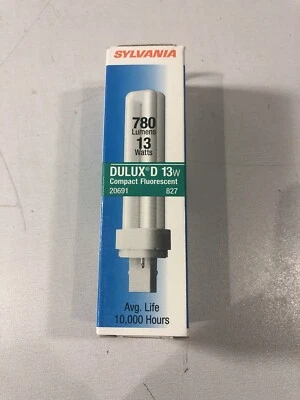 SYLVANIA
780
Lumens
13
Watts
DULUX® D 13W
Compact Fluorescent
20691 827
Avg. Life
10,000 Hours